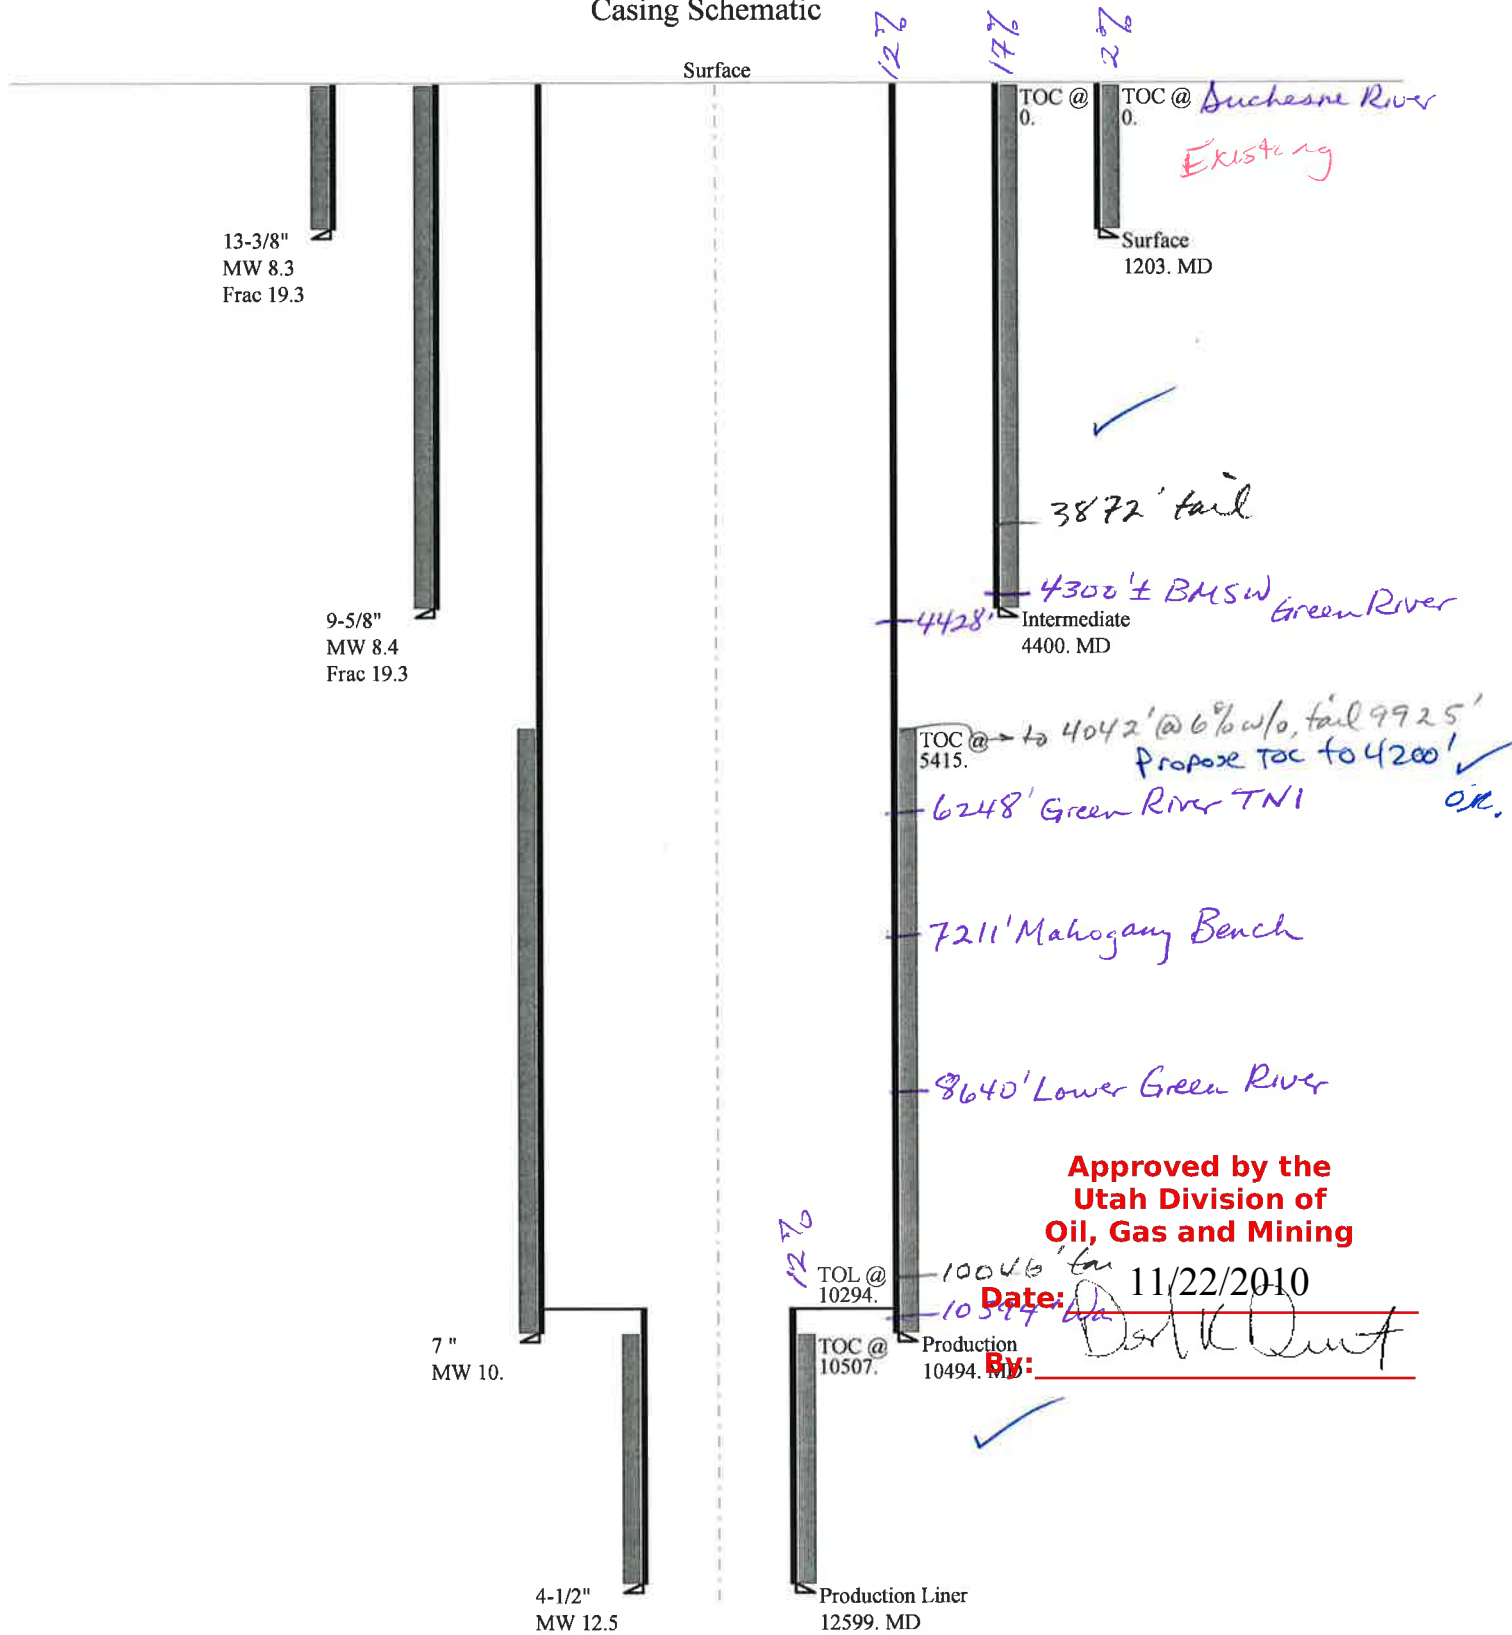 Casing Schematic
12%
17%
2%
Surface
TOC @
0.
TOC @
0.
Duchesne River
Existing
13-3/8"
MW 8.3
Frac 19.3
Surface
1203. MD
3872' tail
4300'± BMSW
Green River
4428'
9-5/8"
MW 8.4
Frac 19.3
Intermediate
4400. MD
TOC @
5415.
to 4042' @ 6% w/o, tail 9925'
Propose TOC to 4200'
OK.
6248' Green River TN1
7211' Mahogany Bench
8640' Lower Green River
Approved by the
Utah Division of
Oil, Gas and Mining
12%
TOL @
10294.
10046'
Date: 11/22/2010
7 "
MW 10.
TOC @
10507.
Production
10494. MD
By:
4-1/2"
MW 12.5
Production Liner
12599. MD